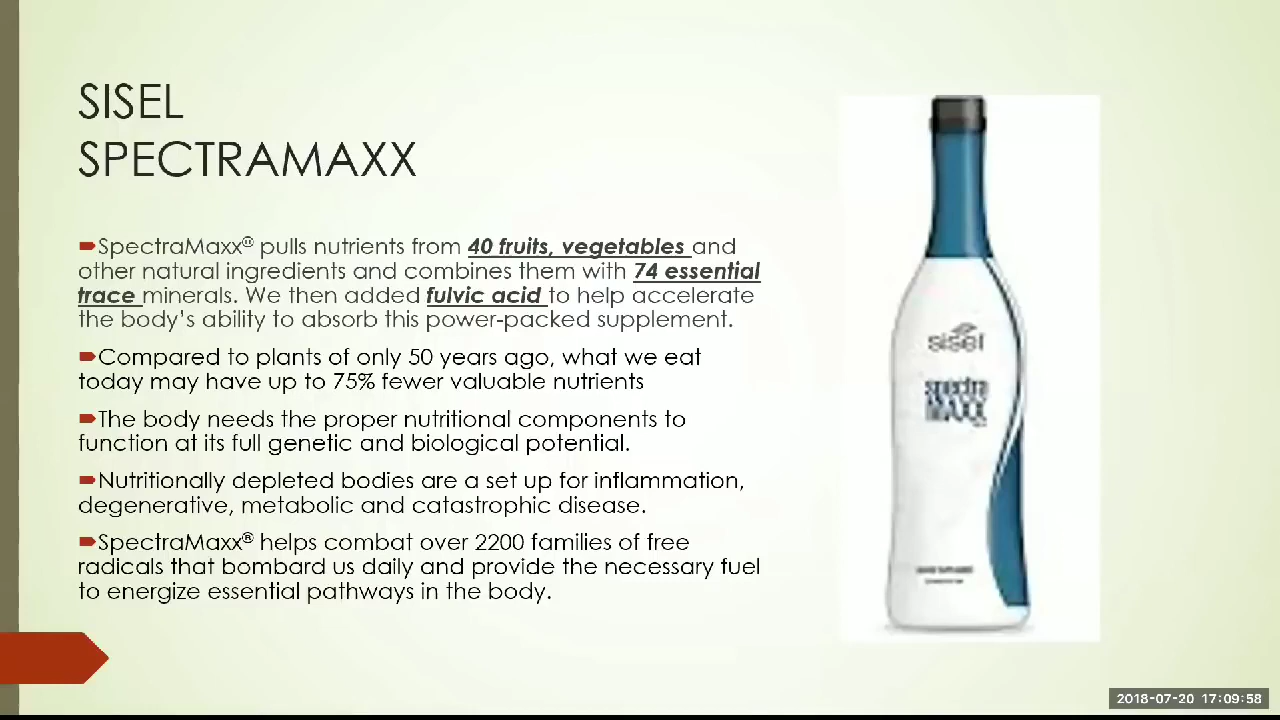 SISEL
SPECTRAMAXX
SpectraMaxx® pulls nutrients from 40 fruits, vegetables and
other natural ingredients and combines them with 74 essential
trace minerals. We then added fulvic acid to help accelerate
the body's ability to absorb this power-packed supplement.
Compared to plants of only 50 years ago, what we eat
today may have up to 75% fewer valuable nutrients
The body needs the proper nutritional components to
function at its full genetic and biological potential.
Nutritionally depleted bodies are a set up for inflammation,
degenerative, metabolic and catastrophic disease.
SpectraMaxx® helps combat over 2200 families of free
radicals that bombard us daily and provide the necessary fuel
to energize essential pathways in the body.
sisel
spectra
MAXX
2018-07-20 17:09:58